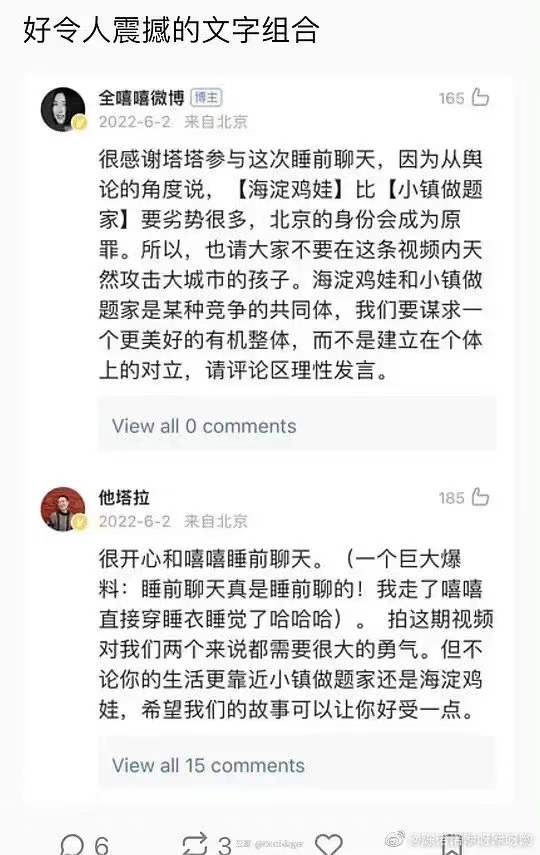 好令人震撼的文字组合
全嘻嘻微博 博主
165
2022-6-2 来自北京
很感谢塔塔参与这次睡前聊天，因为从舆
论的角度说，【海淀鸡娃】比【小镇做题
家】要劣势很多，北京的身份会成为原
罪。所以，也请大家不要在这条视频内天
然攻击大城市的孩子。海淀鸡娃和小镇做
题家是某种竞争的共同体，我们要谋求一
个更美好的有机整体，而不是建立在个体
上的对立，请评论区理性发言。
View all 0 comments
他塔拉
185
2022-6-2 来自北京
很开心和嘻嘻睡前聊天。（一个巨大爆
料：睡前聊天真是睡前聊的！我走了嘻嘻
直接穿睡衣睡觉了哈哈哈）。 拍这期视频
对我们两个来说都需要很大的勇气。但不
论你的生活更靠近小镇做题家还是海淀鸡
娃，希望我们的故事可以让你好受一点。
View all 15 comments
6
3
豆瓣